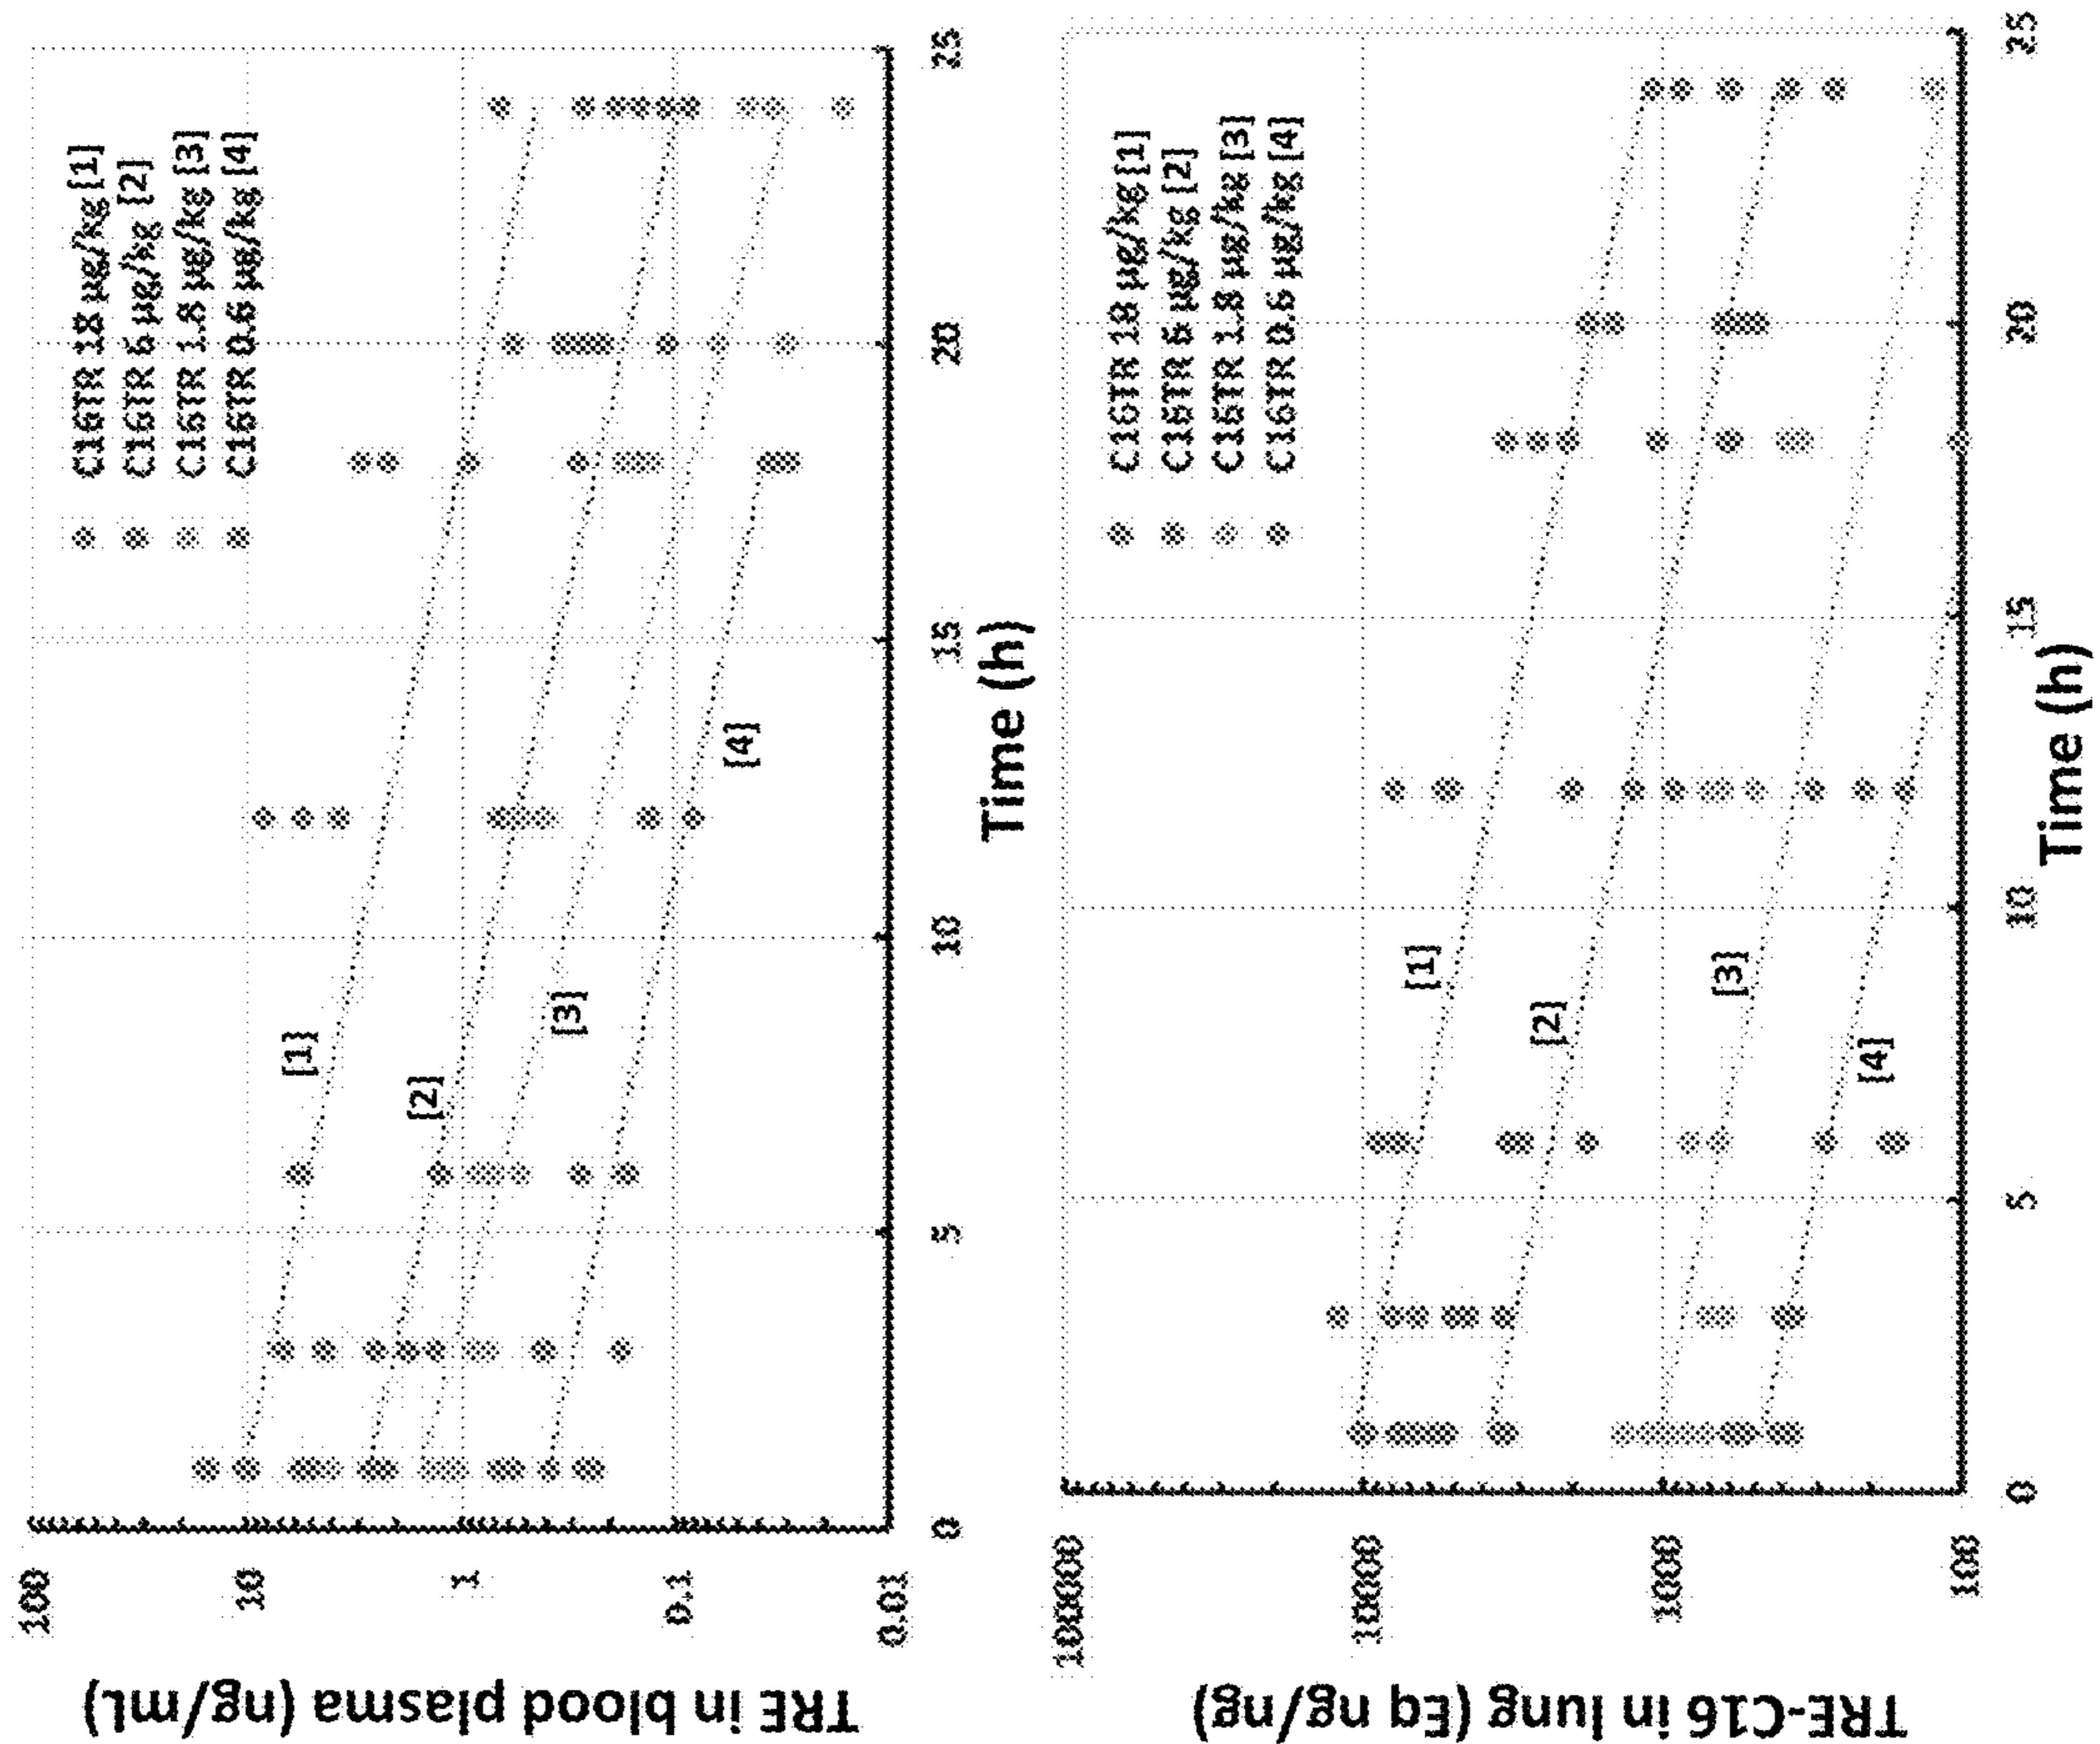 TRE in blood plasma (ng/mL)
100
10
1
0.1
0.01
C16TR 18 µg/kg [1]
C16TR 6 µg/kg [2]
C16TR 1.8 µg/kg [3]
C16TR 0.6 µg/kg [4]
[1]
[2]
[3]
[4]
0
5
10
15
20
25
Time (h)
TRE-C16 in lung (Eq ng/ng)
100000
10000
1000
100
C16TR 18 µg/kg [1]
C16TR 6 µg/kg [2]
C16TR 1.8 µg/kg [3]
C16TR 0.6 µg/kg [4]
[1]
[2]
[3]
[4]
0
5
10
15
20
25
Time (h)